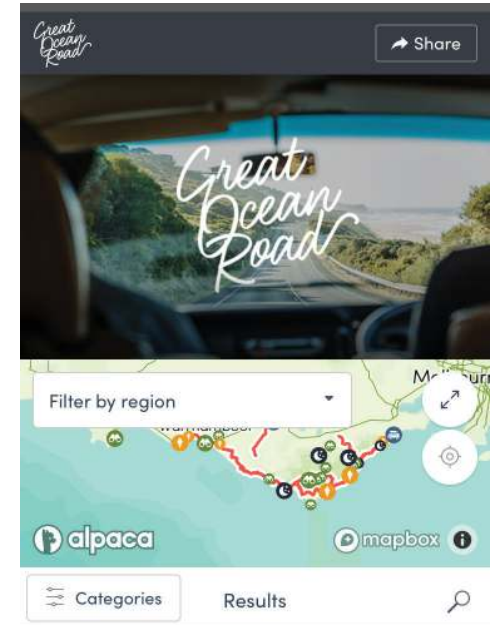 Great
Ocean
Road
Share
Great
Ocean
Road
Filter by region
alpaca
mapbox
Categories
Results